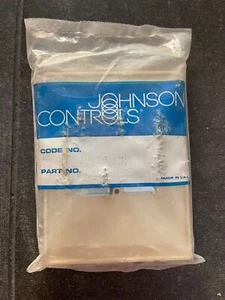 JOHNSON
CONTROLS®
CODE NO.
PART NO.
MADE IN U.S.A.